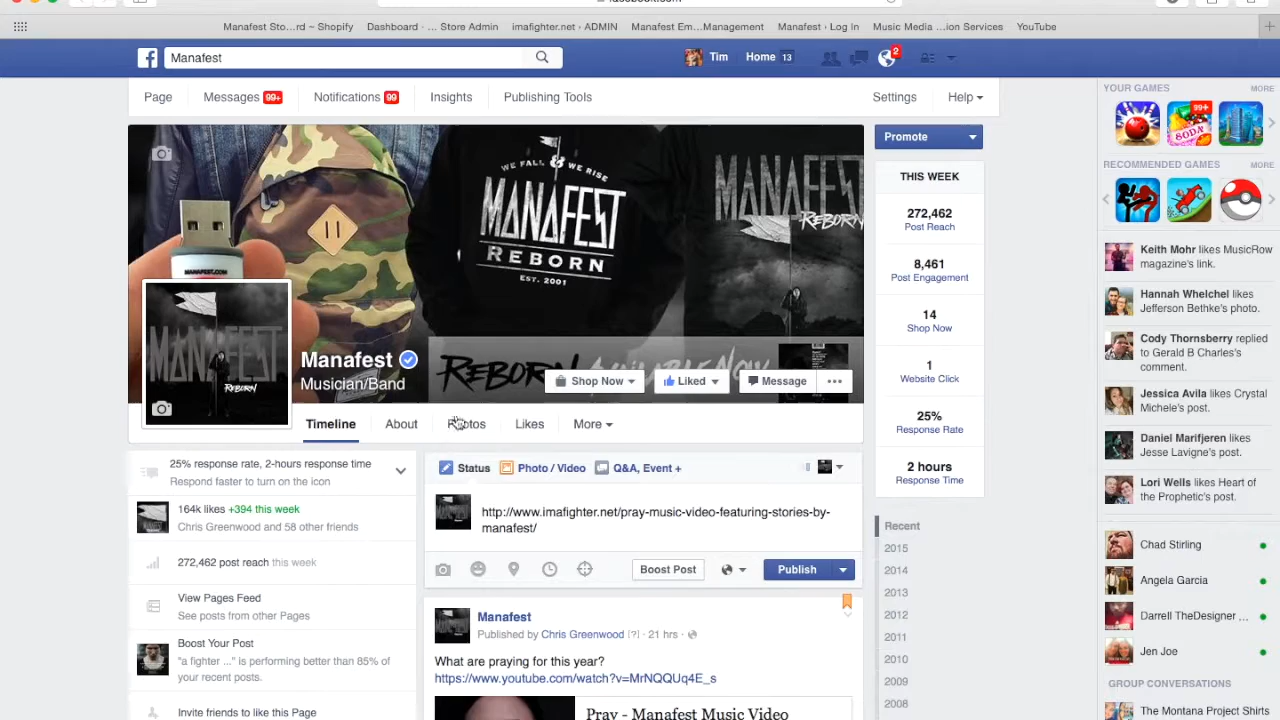 Manafest Sto...rd ~ Shopify Dashboard · ... Store Admin imafighter.net • ADMIN Manafest Em...Management Manafest › Log In Music Media ...ion Services YouTube
Manafest
Tim Home 13 2
Page Messages 99+ Notifications 99 Insights Publishing Tools Settings Help
YOUR GAMES MORE
99+
SODA
RECOMMENDED GAMES MORE
Promote
THIS WEEK
272,462
Post Reach
8,461
Post Engagement
14
Shop Now
1
Website Click
25%
Response Rate
2 hours
Response Time
WE FALL & WE RISE
MANAFEST
REBORN
EST. 2001
MANAFEST
REBORN
MANAFEST.COM
MANAFEST
REBORN
Manafest
Musician/Band
REBORN AVAILABLE NOW
Shop Now Liked Message •••
Timeline About Photos Likes More
25% response rate, 2-hours response time
Respond faster to turn on the icon
164k likes +394 this week
Chris Greenwood and 58 other friends
272,462 post reach this week
View Pages Feed
See posts from other Pages
Boost Your Post
"a fighter ..." is performing better than 85% of
your recent posts.
Invite friends to like this Page
Status Photo / Video Q&A, Event +
http://www.imafighter.net/pray-music-video-featuring-stories-by-
manafest/
Boost Post Publish
Manafest
Published by Chris Greenwood [?] · 21 hrs ·
What are praying for this year?
https://www.youtube.com/watch?v=MrNQQUq4E_s
Pray - Manafest Music Video
Recent
2015
2014
2013
2012
2011
2010
2009
2008
Keith Mohr likes MusicRow
magazine's link.
Hannah Whelchel likes
Jefferson Bethke's photo.
Cody Thornsberry replied
to Gerald B Charles's
comment.
Jessica Avila likes Crystal
Michele's post.
Daniel Marifjeren likes
Jesse Lavigne's post.
Lori Wells likes Heart of
the Prophetic's post.
Chad Stirling
Angela Garcia
Darrell TheDesigner ...
Jen Joe
GROUP CONVERSATIONS
The Montana Project Shirts